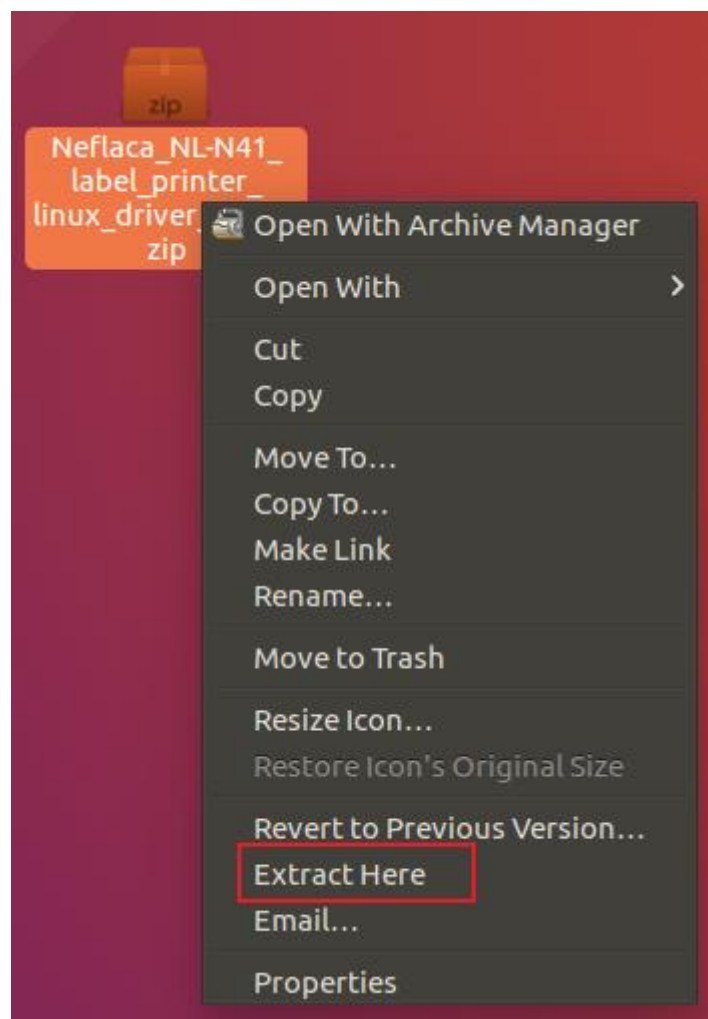 zip
Neflaca_NL-N41_
label_printer_
linux_driver_
zip
Open With Archive Manager
Open With
Cut
Copy
Move To…
Copy To…
Make Link
Rename…
Move to Trash
Resize Icon…
Restore Icon's Original Size
Revert to Previous Version…
Extract Here
Email…
Properties